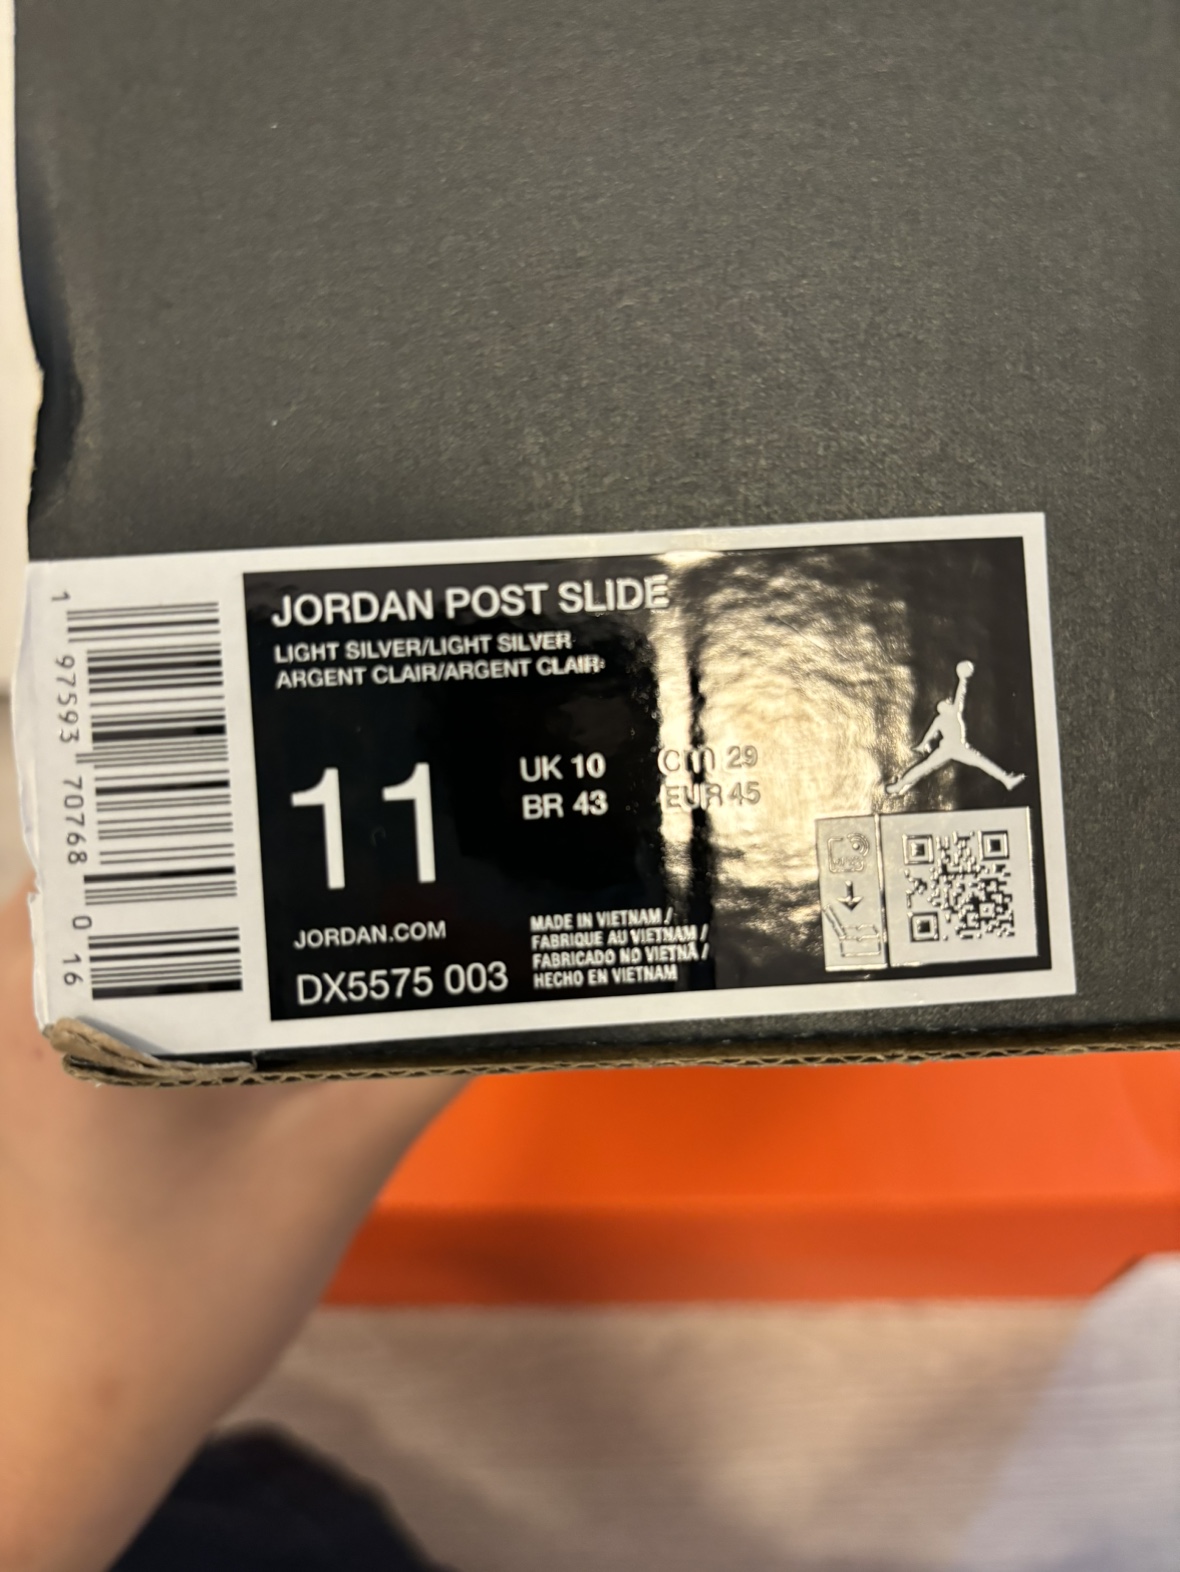 JORDAN POST SLIDE
LIGHT SILVER/LIGHT SILVER
ARGENT CLAIR/ARGENT CLAIR
11
UK 10
CM 29
BR 43
EUR 45
JORDAN.COM
DX5575 003
MADE IN VIETNAM /
FABRIQUE AU VIETNAM /
FABRICADO NO VIETNÃ /
HECHO EN VIETNAM
1 97593 70768 0 16